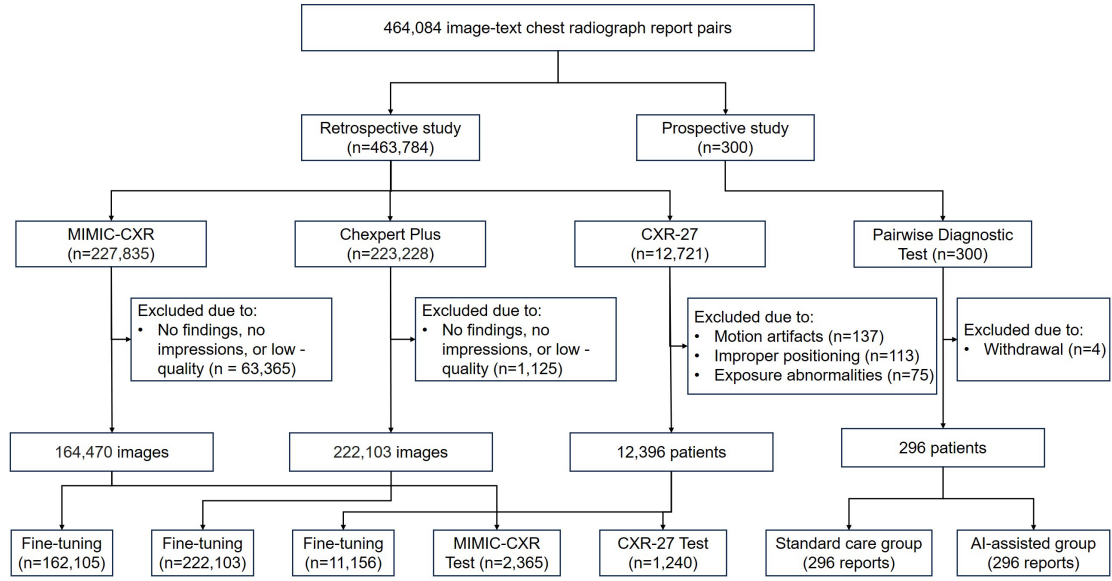 464,084 image-text chest radiograph report pairs
Retrospective study
(n=463,784)
Prospective study
(n=300)
MIMIC-CXR
(n=227,835)
Chexpert Plus
(n=223,228)
CXR-27
(n=12,721)
Pairwise Diagnostic
Test (n=300)
Excluded due to:
• No findings, no
impressions, or low -
quality (n = 63,365)
Excluded due to:
• No findings, no
impressions, or low -
quality (n=1,125)
Excluded due to:
• Motion artifacts (n=137)
• Improper positioning (n=113)
• Exposure abnormalities (n=75)
Excluded due to:
• Withdrawal (n=4)
164,470 images
222,103 images
12,396 patients
296 patients
Fine-tuning
(n=162,105)
Fine-tuning
(n=222,103)
Fine-tuning
(n=11,156)
MIMIC-CXR
Test (n=2,365)
CXR-27 Test
(n=1,240)
Standard care group
(296 reports)
AI-assisted group
(296 reports)